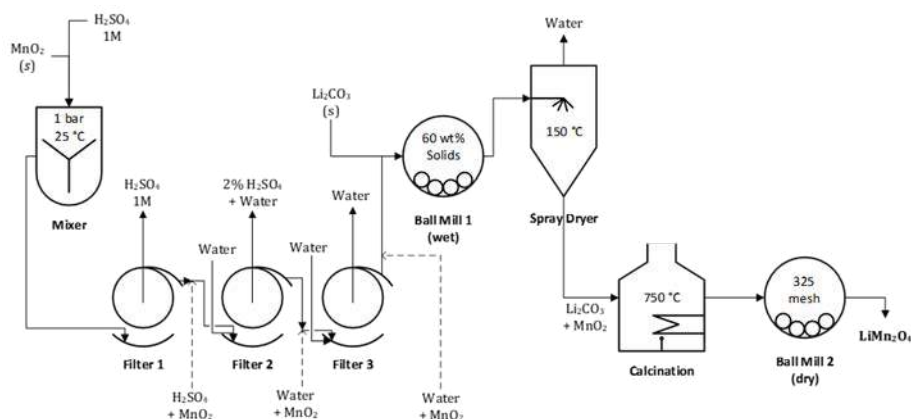 H₂SO₄
1M
MnO₂
(s)
1 bar
25 °C
Mixer
H₂SO₄
1M
2% H₂SO₄
+ Water
Water
Water
Water
Filter 1
Filter 2
Filter 3
H₂SO₄
+ MnO₂
Water
+ MnO₂
Water
+ MnO₂
Li₂CO₃
(s)
60 wt%
Solids
Ball Mill 1
(wet)
Water
150 °C
Spray Dryer
Li₂CO₃
+ MnO₂
750 °C
Calcination
325
mesh
Ball Mill 2
(dry)
LiMn₂O₄